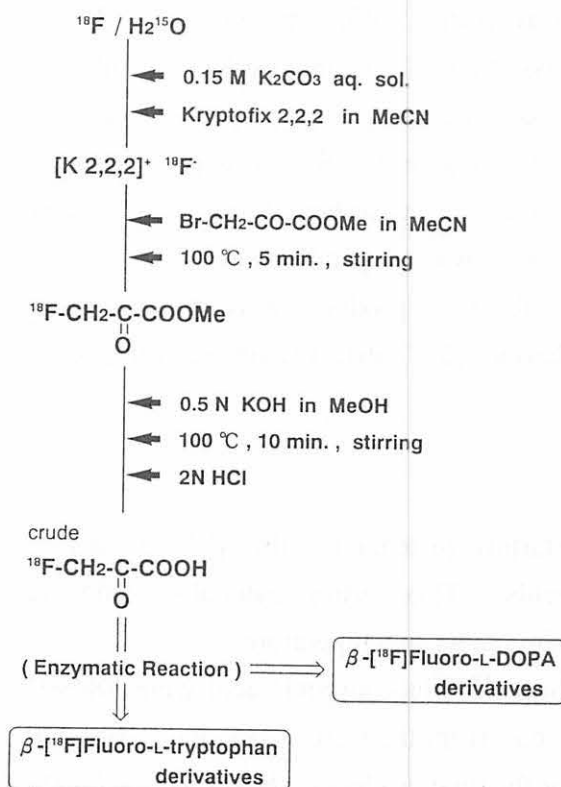 ¹⁸F / H₂¹⁵O
0.15 M K₂CO₃ aq. sol.
Kryptofix 2,2,2 in MeCN
[K 2,2,2]⁺ ¹⁸F⁻
Br-CH₂-CO-COOMe in MeCN
100 ℃ , 5 min. , stirring
¹⁸F-CH₂-C-COOMe
O
0.5 N KOH in MeOH
100 ℃ , 10 min. , stirring
2N HCl
crude
¹⁸F-CH₂-C-COOH
O
( Enzymatic Reaction )
β-[¹⁸F]Fluoro-L-DOPA
derivatives
β-[¹⁸F]Fluoro-L-tryptophan
derivatives